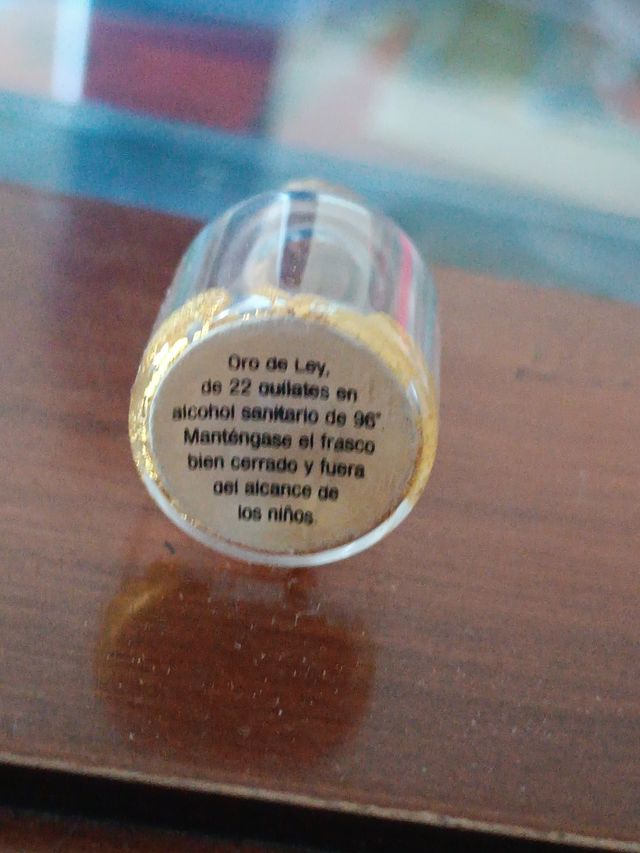 Oro de Ley,
de 22 quilates en
alcohol sanitario de 96°
Manténgase el frasco
bien cerrado y fuera
del alcance de
los niños